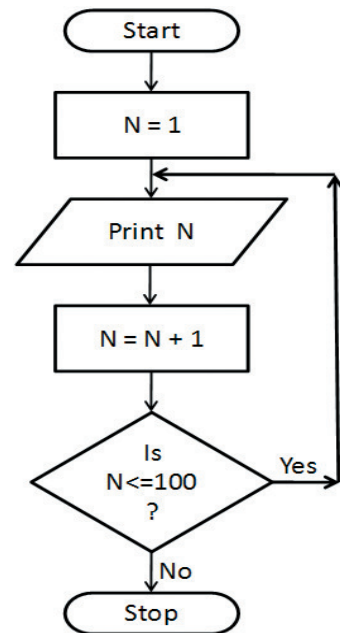 Start
N = 1
Print N
N = N + 1
Is
N<=100
?
Yes
No
Stop